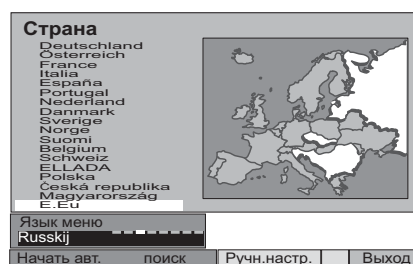 Страна
Deutschland
Österreich
France
Italia
España
Portugal
Nederland
Danmark
Sverige
Norge
Suomi
Belgium
Schweiz
ELLADA
Polska
Česká republika
Magyarország
E.Eu
Язык меню
Russkij
Начать авт. поиск Ручн.настр. Выход